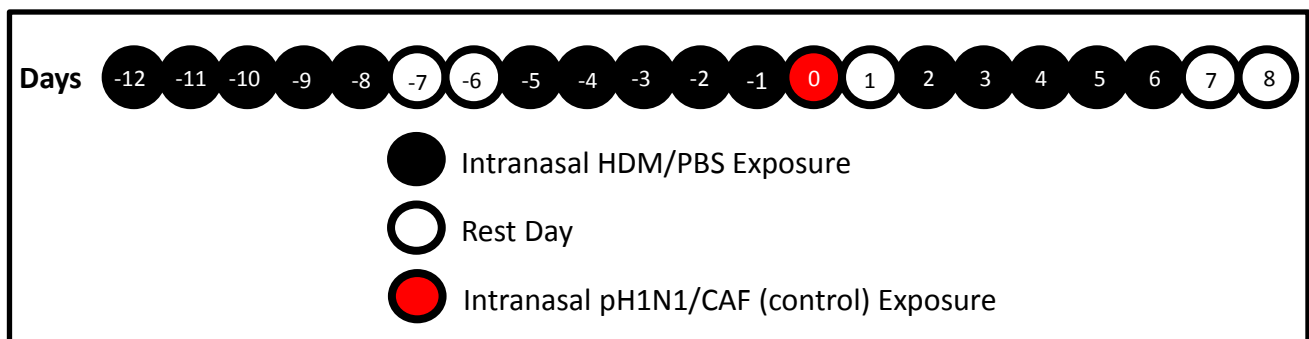 Days -12 -11 -10 -9 -8 -7 -6 -5 -4 -3 -2 -1 0 1 2 3 4 5 6 7 8
Intranasal HDM/PBS Exposure
Rest Day
Intranasal pH1N1/CAF (control) Exposure